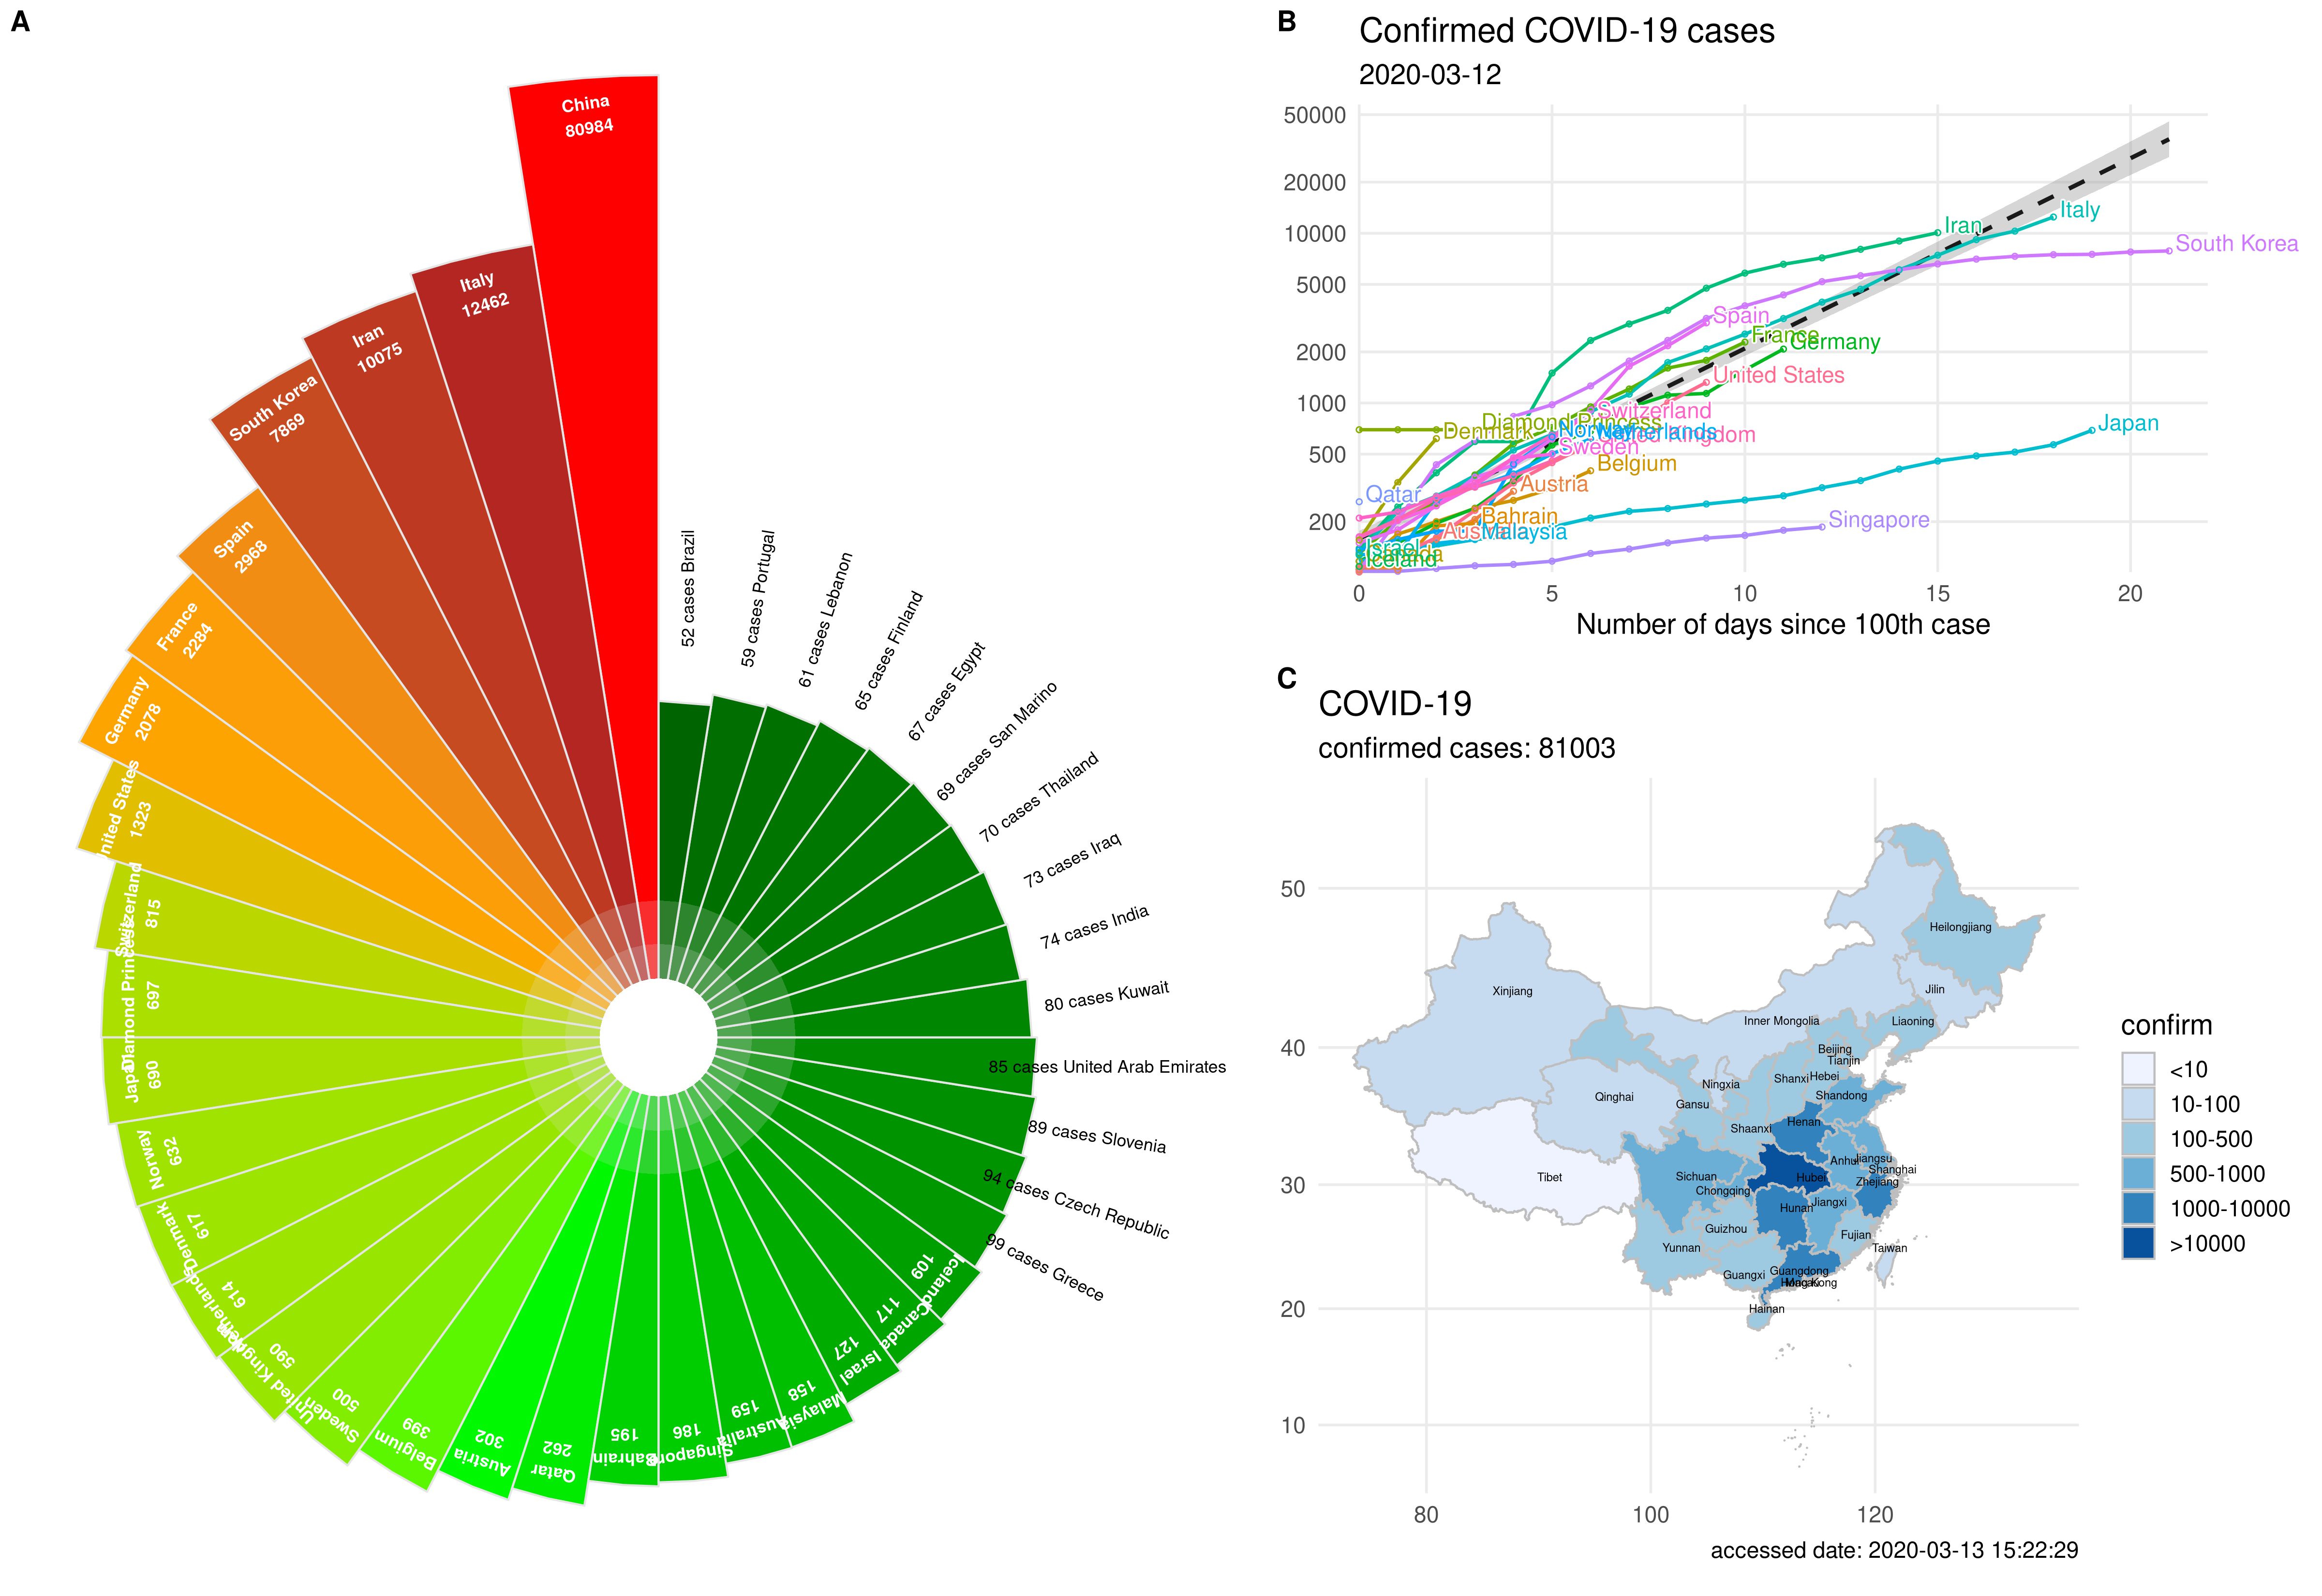 A
China
80984
Italy
12462
Iran
10075
South Korea
7869
Spain
2968
France
2284
Germany
2078
United States
1323
Switzerland
815
Diamond Princess
697
Japan
690
Norway
632
Denmark
617
Netherlands
614
United Kingdom
590
Sweden
500
Belgium
399
Austria
302
Qatar
262
Bahrain
195
Singapore
186
Australia
159
Malaysia
158
Israel
127
Canada
117
Iceland
109
52 cases Brazil
59 cases Portugal
61 cases Lebanon
65 cases Finland
67 cases Egypt
69 cases San Marino
70 cases Thailand
73 cases Iraq
74 cases India
80 cases Kuwait
85 cases United Arab Emirates
89 cases Slovenia
94 cases Czech Republic
99 cases Greece
B
Confirmed COVID-19 cases
2020-03-12
50000
20000
10000
5000
2000
1000
500
200
Iran
Italy
South Korea
Spain
France
Germany
United States
Switzerland
Diamond Princess
Denmark
Norway
Netherlands
United Kingdom
Japan
Sweden
Belgium
Austria
Qatar
Bahrain
Singapore
Australia
Malaysia
Israel
Canada
Iceland
0 5 10 15 20
Number of days since 100th case
C
COVID-19
confirmed cases: 81003
50
40
30
20
10
Heilongjiang
Xinjiang
Jilin
Inner Mongolia
Liaoning
Beijing
Tianjin
Shanxi
Hebei
Ningxia
Qinghai
Gansu
Shandong
Henan
Shaanxi
Anhui
Jiangsu
Shanghai
Tibet
Sichuan
Hubei
Zhejiang
Chongqing
Hunan
Jiangxi
Guizhou
Fujian
Yunnan
Taiwan
Guangxi
Guangdong
Macau
Hong Kong
Hainan
80 100 120
confirm
<10
10-100
100-500
500-1000
1000-10000
>10000
accessed date: 2020-03-13 15:22:29